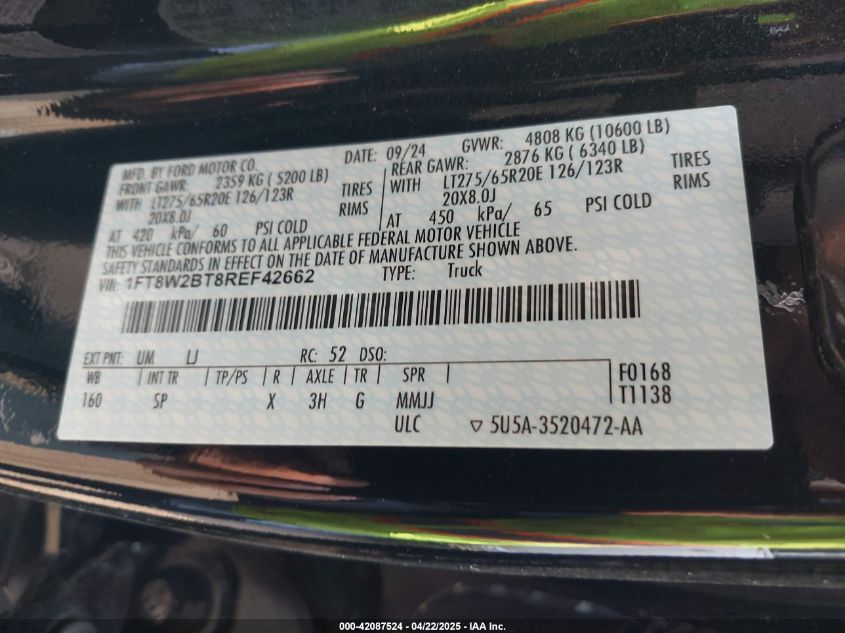 MFD. BY FORD MOTOR CO.
DATE: 09/24 GVWR: 4808 KG (10600 LB)
FRONT GAWR: 2359 KG ( 5200 LB)
REAR GAWR: 2876 KG ( 6340 LB)
WITH LT275/65R20E 126/123R TIRES
WITH LT275/65R20E 126/123R TIRES
20X8.0J RIMS
20X8.0J RIMS
AT 420 kPa/ 60 PSI COLD
AT 450 kPa/ 65 PSI COLD
THIS VEHICLE CONFORMS TO ALL APPLICABLE FEDERAL MOTOR VEHICLE
SAFETY STANDARDS IN EFFECT ON THE DATE OF MANUFACTURE SHOWN ABOVE.
VIN: 1FT8W2BT8REF42662 TYPE: Truck
EXT PNT: UM LJ RC: 52 DSO:
WB INT TR TP/PS R AXLE TR SPR F0168
160 SP X 3H G MMJJ T1138
ULC 5U5A-3520472-AA
000-42087524 - 04/22/2025 - IAA Inc.